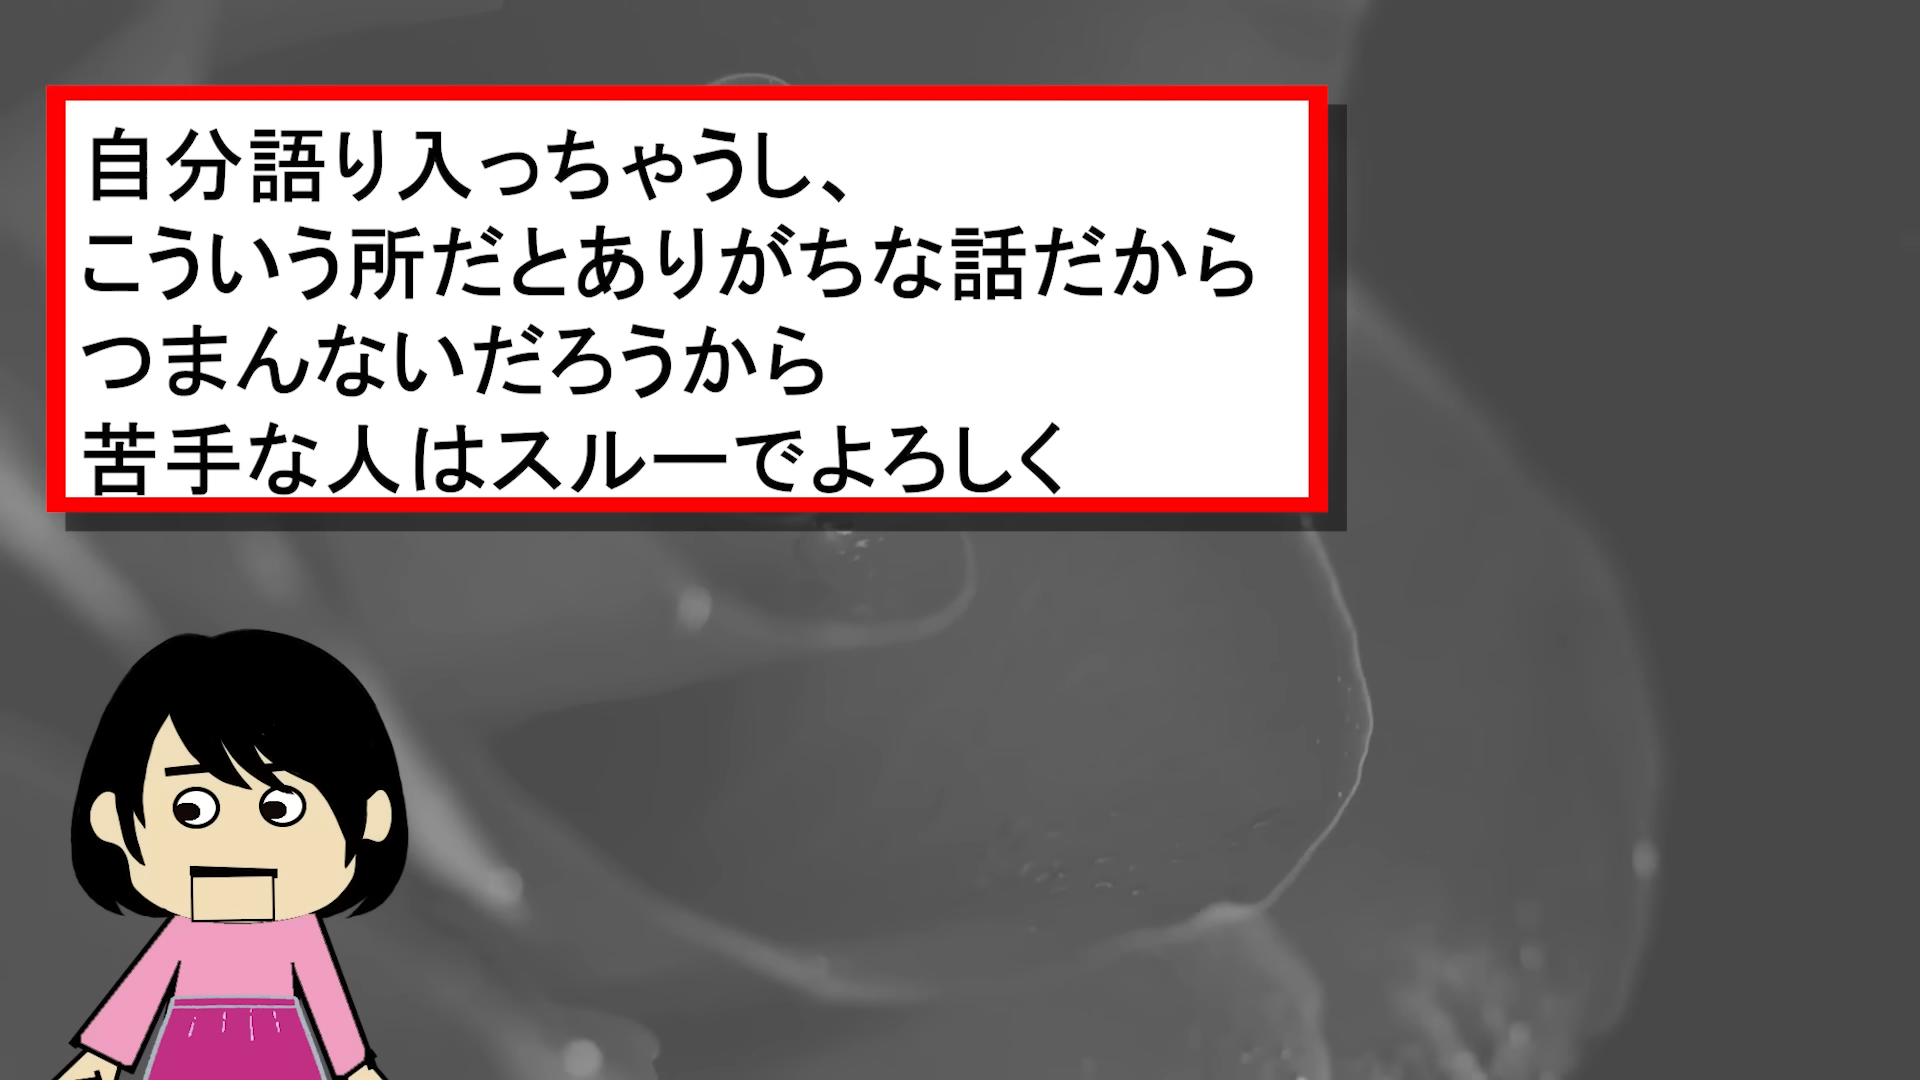 自分語り入っちゃうし、
こういう所だとありがちな話だから
つまんないだろうから
苦手な人はスルーでよろしく